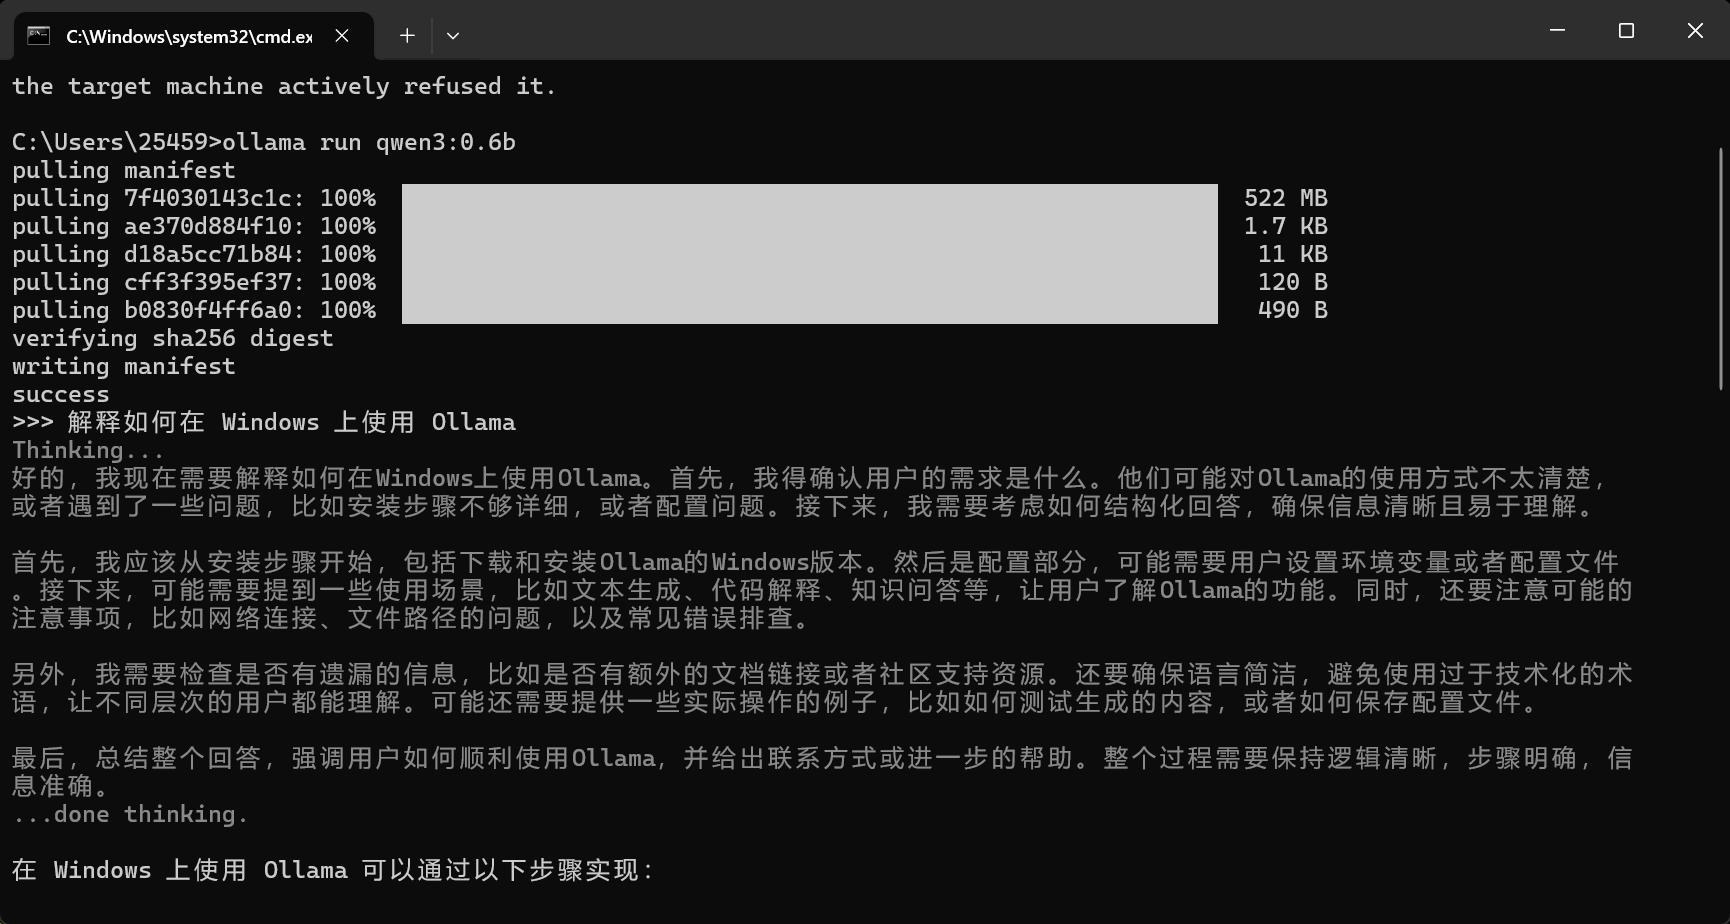 C:\Windows\system32\cmd.ex
the target machine actively refused it.
C:\Users\25459>ollama run qwen3:0.6b
pulling manifest
pulling 7f4030143c1c: 100% 522 MB
pulling ae370d884f10: 100% 1.7 KB
pulling d18a5cc71b84: 100% 11 KB
pulling cff3f395ef37: 100% 120 B
pulling b0830f4ff6a0: 100% 490 B
verifying sha256 digest
writing manifest
success
>>> 解释如何在 Windows 上使用 Ollama
Thinking...
好的，我现在需要解释如何在Windows上使用Ollama。首先，我得确认用户的需求是什么。他们可能对Ollama的使用方式不太清楚，
或者遇到了一些问题，比如安装步骤不够详细，或者配置问题。接下来，我需要考虑如何结构化回答，确保信息清晰且易于理解。
首先，我应该从安装步骤开始，包括下载和安装Ollama的Windows版本。然后是配置部分，可能需要用户设置环境变量或者配置文件
。接下来，可能需要提到一些使用场景，比如文本生成、代码解释、知识问答等，让用户了解Ollama的功能。同时，还要注意可能的
注意事项，比如网络连接、文件路径的问题，以及常见错误排查。
另外，我需要检查是否有遗漏的信息，比如是否有额外的文档链接或者社区支持资源。还要确保语言简洁，避免使用过于技术化的术
语，让不同层次的用户都能理解。可能还需要提供一些实际操作的例子，比如如何测试生成的内容，或者如何保存配置文件。
最后，总结整个回答，强调用户如何顺利使用Ollama，并给出联系方式或进一步的帮助。整个过程需要保持逻辑清晰，步骤明确，信
息准确。
...done thinking.
在 Windows 上使用 Ollama 可以通过以下步骤实现：